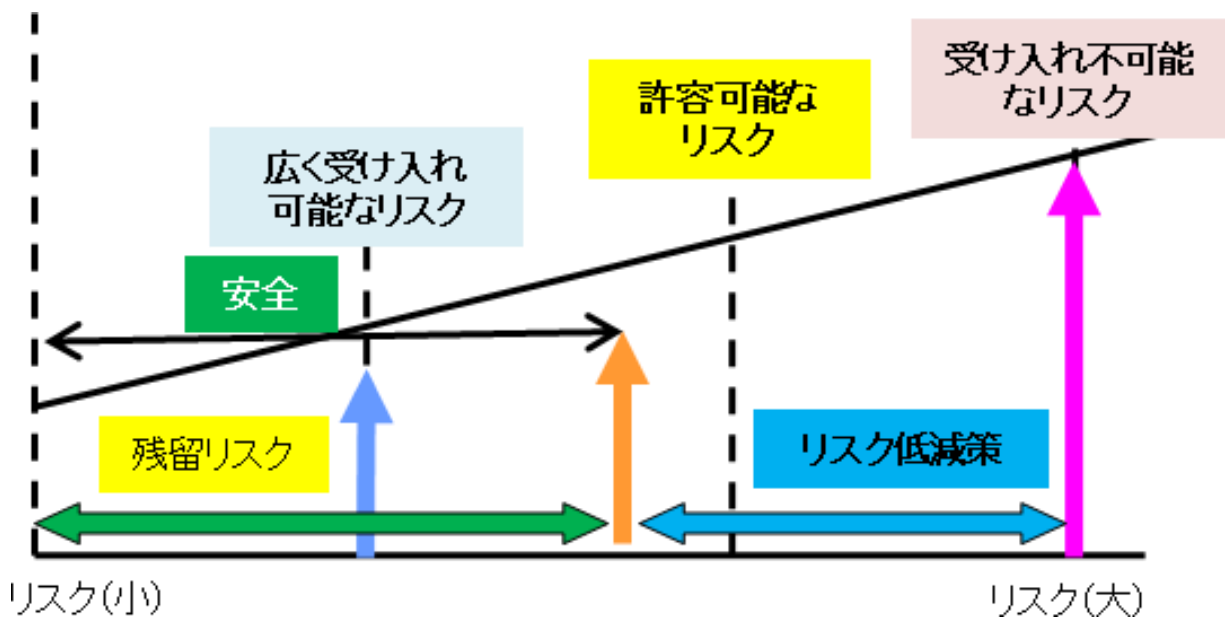 受け入れ不可能
なリスク
許容可能な
リスク
広く受け入れ
可能なリスク
安全
残留リスク
リスク低減策
リスク(小)
リスク(大)